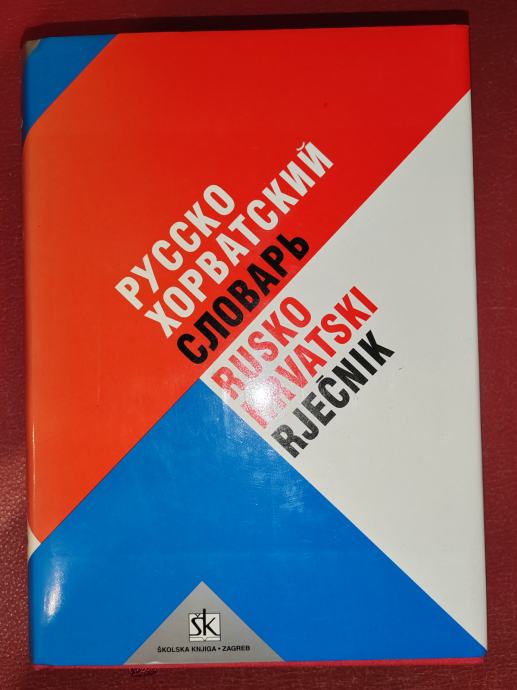 РУССКО
ХОРВАТСКИЙ
СЛОВАРЬ
RUSKO
HRVATSKI
RJEČNIK
šk
ŠKOLSKA KNJIGA • ZAGREB